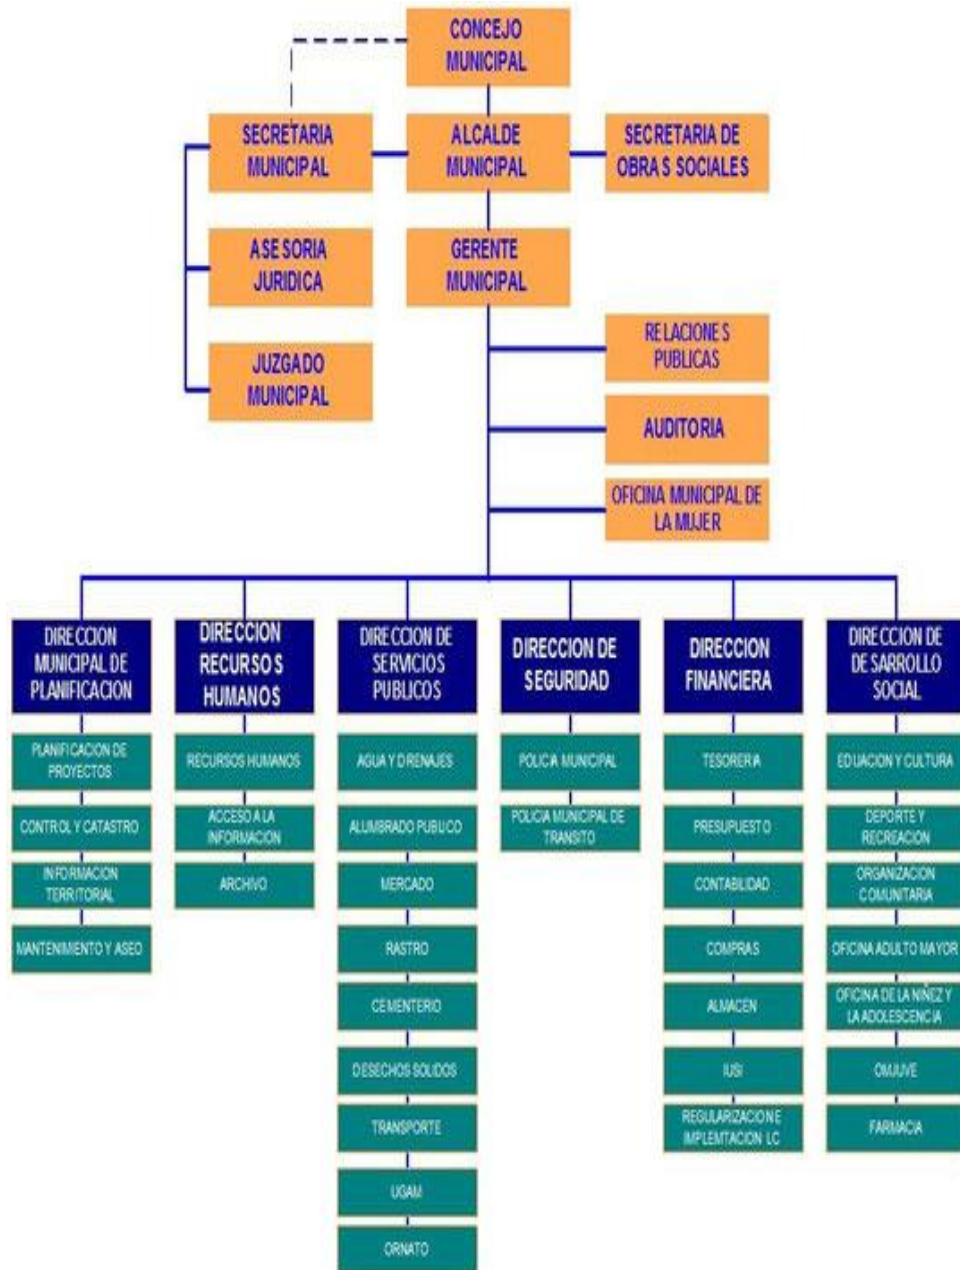 CONCEJO
MUNICIPAL
SECRETARIA
MUNICIPAL
ALCALDE
MUNICIPAL
SECRETARIA DE
OBRAS SOCIALES
ASESORIA
JURIDICA
GERENTE
MUNICIPAL
JUZGADO
MUNICIPAL
RELACIONES
PUBLICAS
AUDITORIA
OFICINA MUNICIPAL DE
LA MUJER
DIRECCION
MUNICIPAL DE
PLANIFICACION
PLANIFICACION DE
PROYECTOS
CONTROL Y CATASTRO
INFORMACION
TERRITORIAL
MANTENIMIENTO Y ASEO
DIRECCION
RECURSOS
HUMANOS
RECURSOS HUMANOS
ACCESO A LA
INFORMACION
ARCHIVO
DIRECCION DE
SERVICIOS
PUBLICOS
AGUA Y DRENAJES
ALUMBRADO PUBLICO
MERCADO
RASTRO
CEMENTERIO
DESECHOS SOLIDOS
TRANSPORTE
UGAM
ORNATO
DIRECCION DE
SEGURIDAD
POLICIA MUNICIPAL
POLICIA MUNICIPAL DE
TRANSITO
DIRECCION
FINANCIERA
TESORERIA
PRESUPUESTO
CONTABILIDAD
COMPRAS
ALMACEN
IUSI
REGULARIZACION E
IMPLEMTACION LC
DIRECCION DE
DESARROLLO
SOCIAL
EDUACION Y CULTURA
DEPORTE Y
RECREACION
ORGANIZACION
COMUNITARIA
OFICINA ADULTO MAYOR
OFICINA DE LA NIÑEZ Y
LA ADOLESCENCIA
OMJUVE
FARMACIA